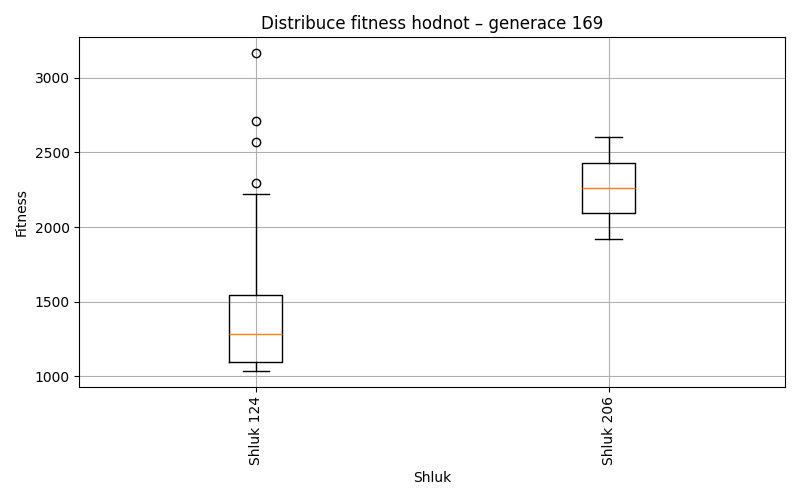 Distribuce fitness hodnot – generace 169
Fitness
3000
2500
2000
1500
1000
Shluk 124
Shluk 206
Shluk